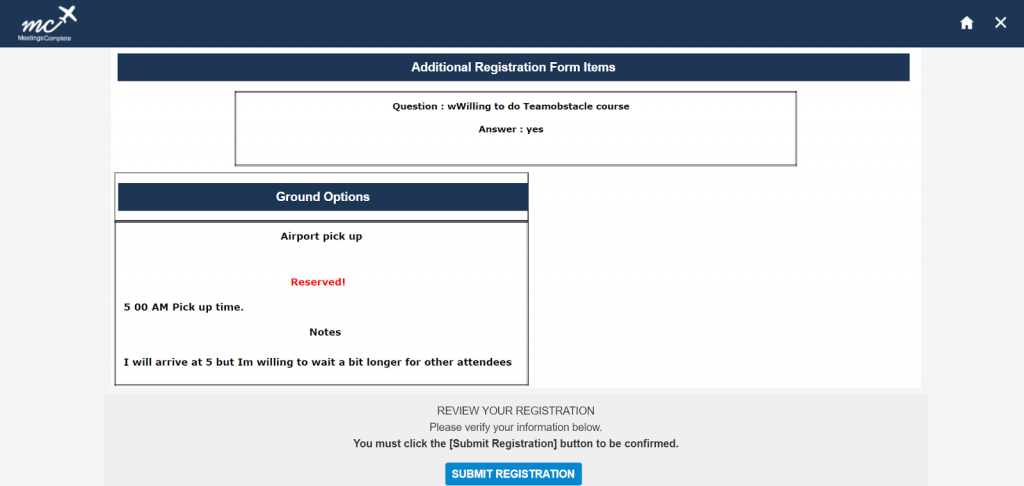 mc
MeetingsComplete
Additional Registration Form Items
Question : wWilling to do Teamobstacle course
Answer : yes
Ground Options
Airport pick up
Reserved!
5 00 AM Pick up time.
Notes
I will arrive at 5 but Im willing to wait a bit longer for other attendees
REVIEW YOUR REGISTRATION
Please verify your information below.
You must click the [Submit Registration] button to be confirmed.
SUBMIT REGISTRATION